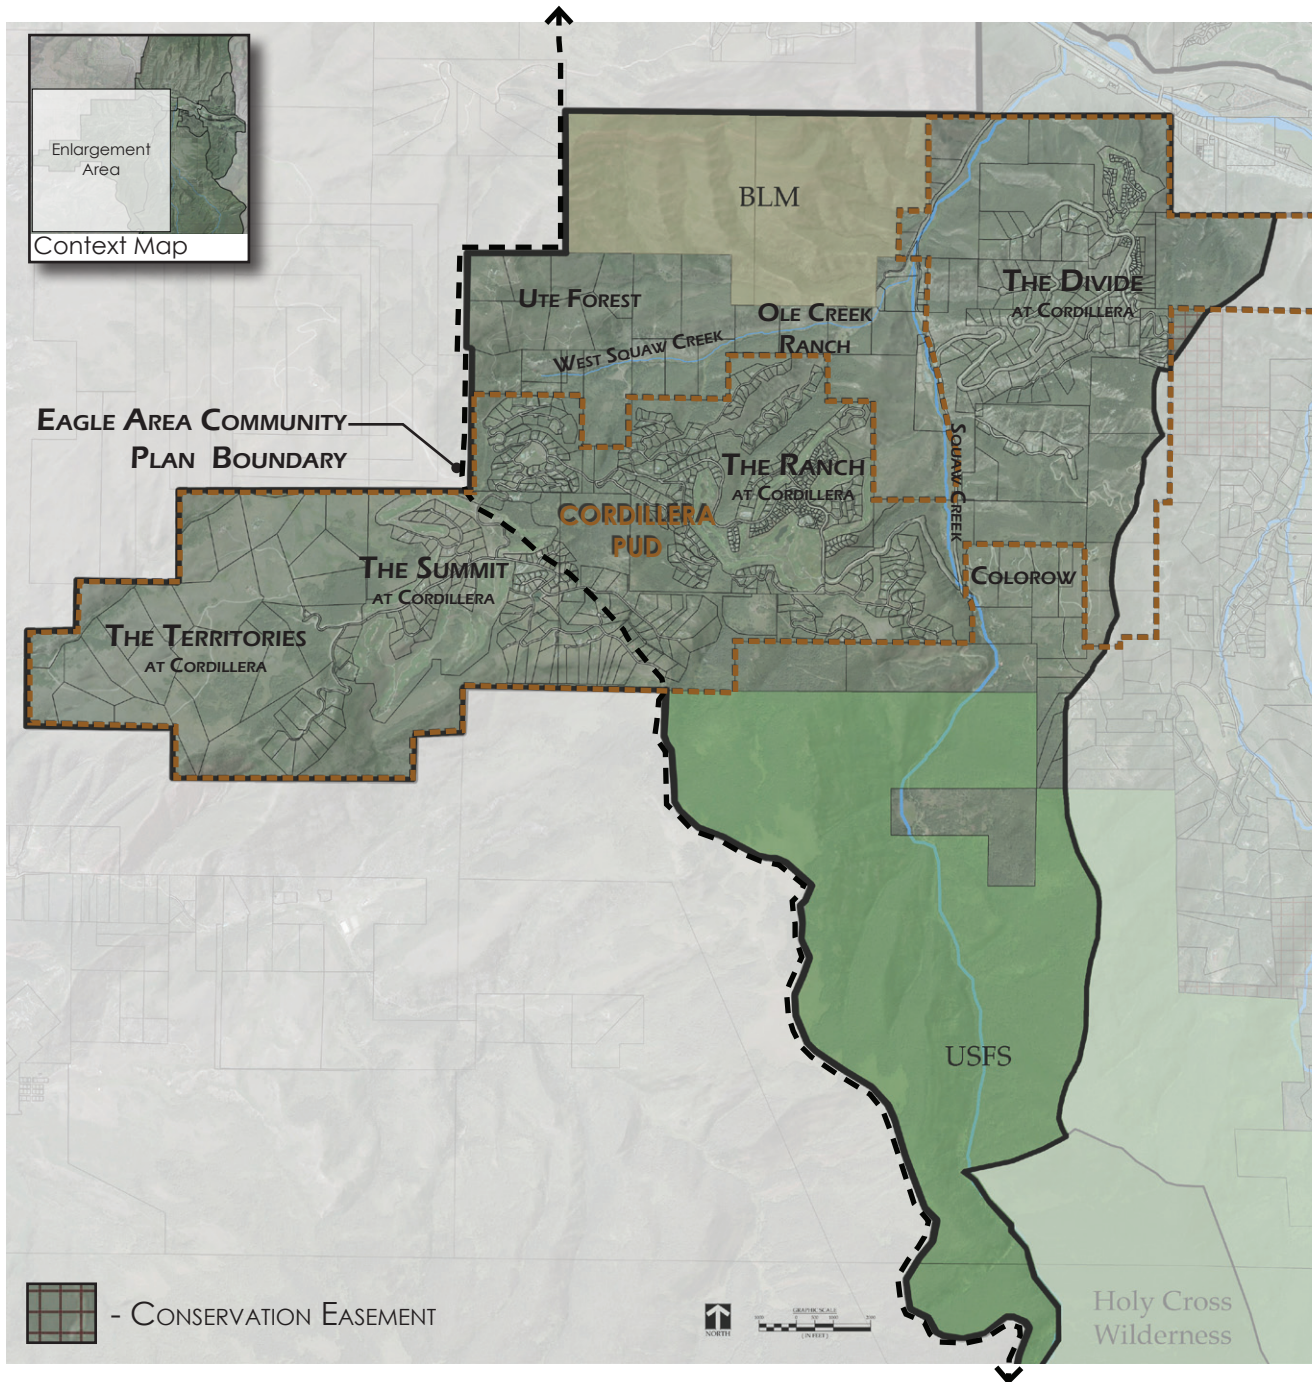 Enlargement
Area
Context Map
BLM
UTE FOREST
OLE CREEK
RANCH
WEST SQUAW CREEK
THE DIVIDE
AT CORDILLERA
EAGLE AREA COMMUNITY
PLAN BOUNDARY
THE RANCH
AT CORDILLERA
SQUAW CREEK
CORDILLERA
PUD
THE SUMMIT
AT CORDILLERA
COLOROW
THE TERRITORIES
AT CORDILLERA
USFS
Holy Cross
Wilderness
- CONSERVATION EASEMENT
NORTH
GRAPHIC SCALE
( IN FEET )